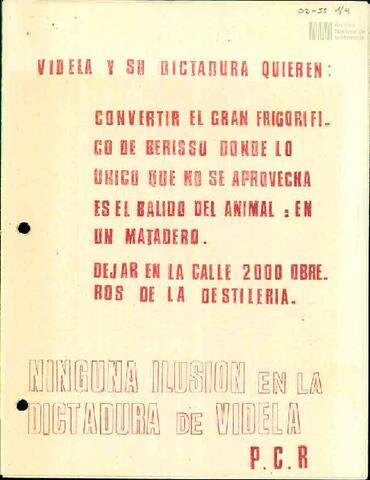 02-53 1/4
Archivo
Nacional de
la Memoria
VIDELA Y SU DICTADURA QUIEREN:
CONVERTIR EL GRAN FRIGORIFI-
CO DE BERISSO DONDE LO
UNICO QUE NO SE APROVECHA
ES EL BALIDO DEL ANIMAL: EN
UN MATADERO.
DEJAR EN LA CALLE 2000 OBRE-
ROS DE LA DESTILERIA.
NINGUNA ILUSION EN LA
DICTADURA DE VIDELA
P.C.R